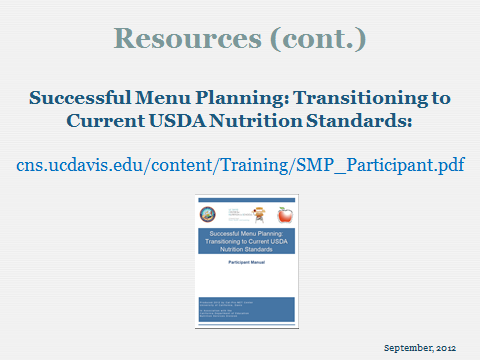 Resources (cont.)
Successful Menu Planning: Transitioning to
Current USDA Nutrition Standards:
cns.ucdavis.edu/content/Training/SMP_Participant.pdf
Successful Menu Planning:
Transitioning to Current USDA
Nutrition Standards
Participant Manual
September, 2012